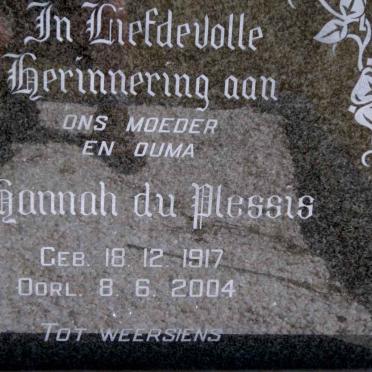 In Liefdevolle
Herinnering aan
ONS MOEDER
EN OUMA
Hannah du Plessis
GEB. 18. 12. 1917
OORL. 8. 6. 2004
TOT WEERSIENS